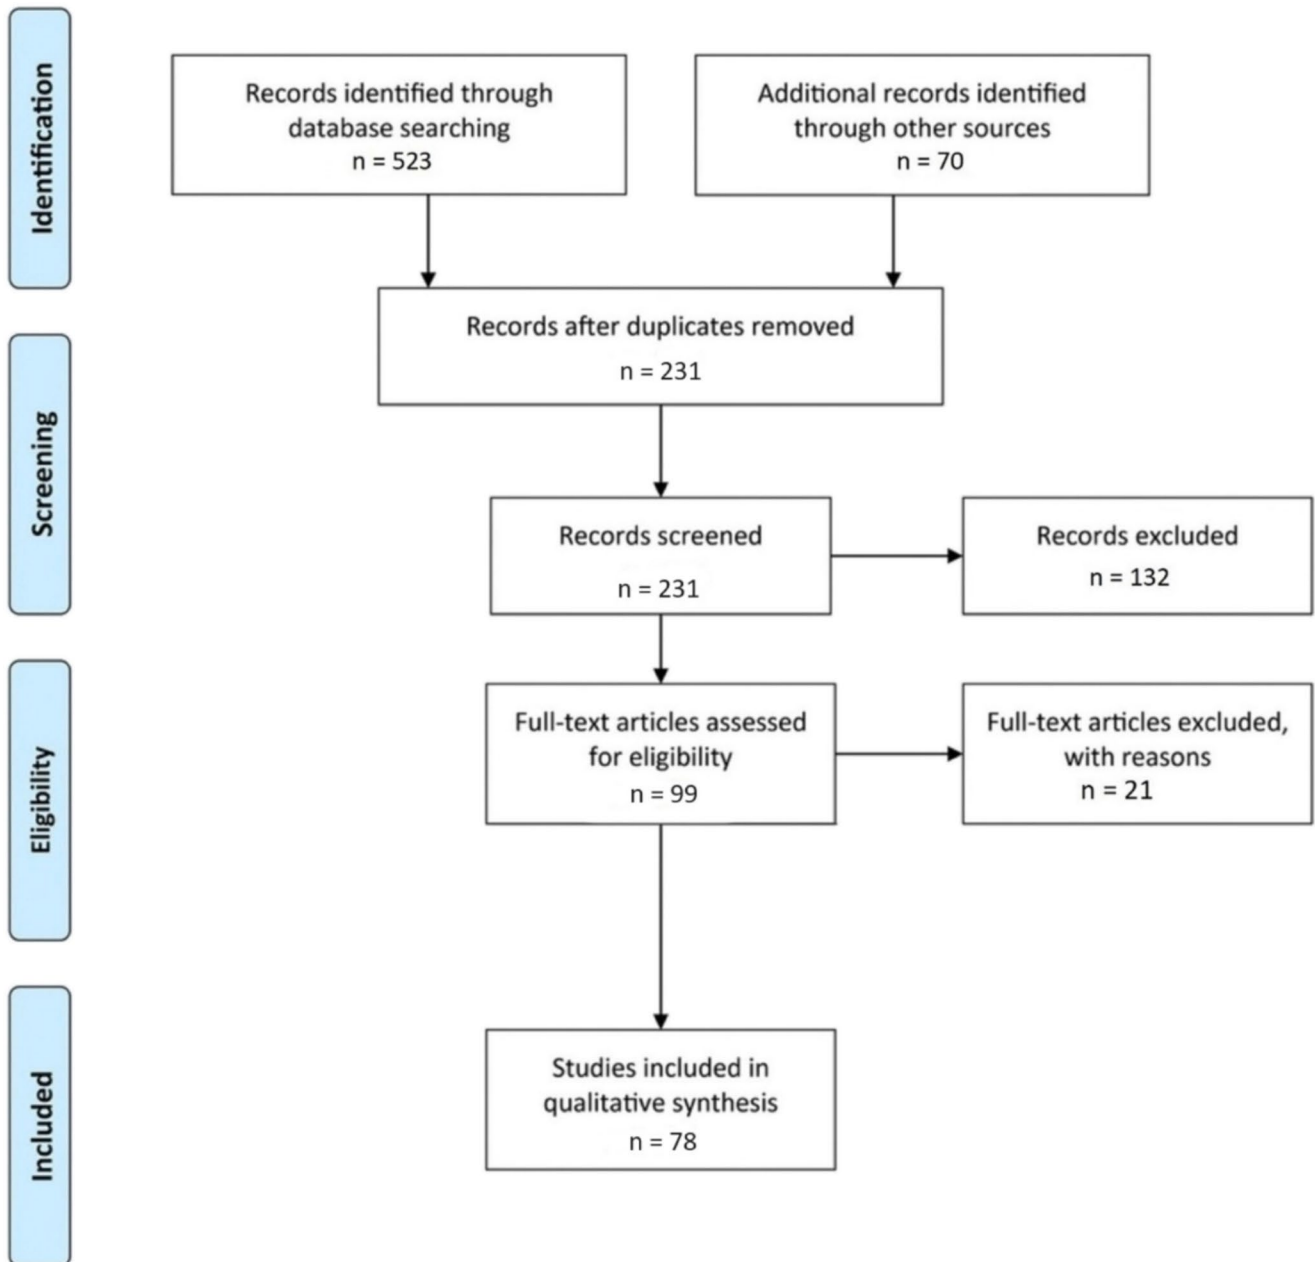 Identification
Records identified through
database searching
n = 523
Additional records identified
through other sources
n = 70
Records after duplicates removed
n = 231
Screening
Records screened
n = 231
Records excluded
n = 132
Eligibility
Full-text articles assessed
for eligibility
n = 99
Full-text articles excluded,
with reasons
n = 21
Included
Studies included in
qualitative synthesis
n = 78